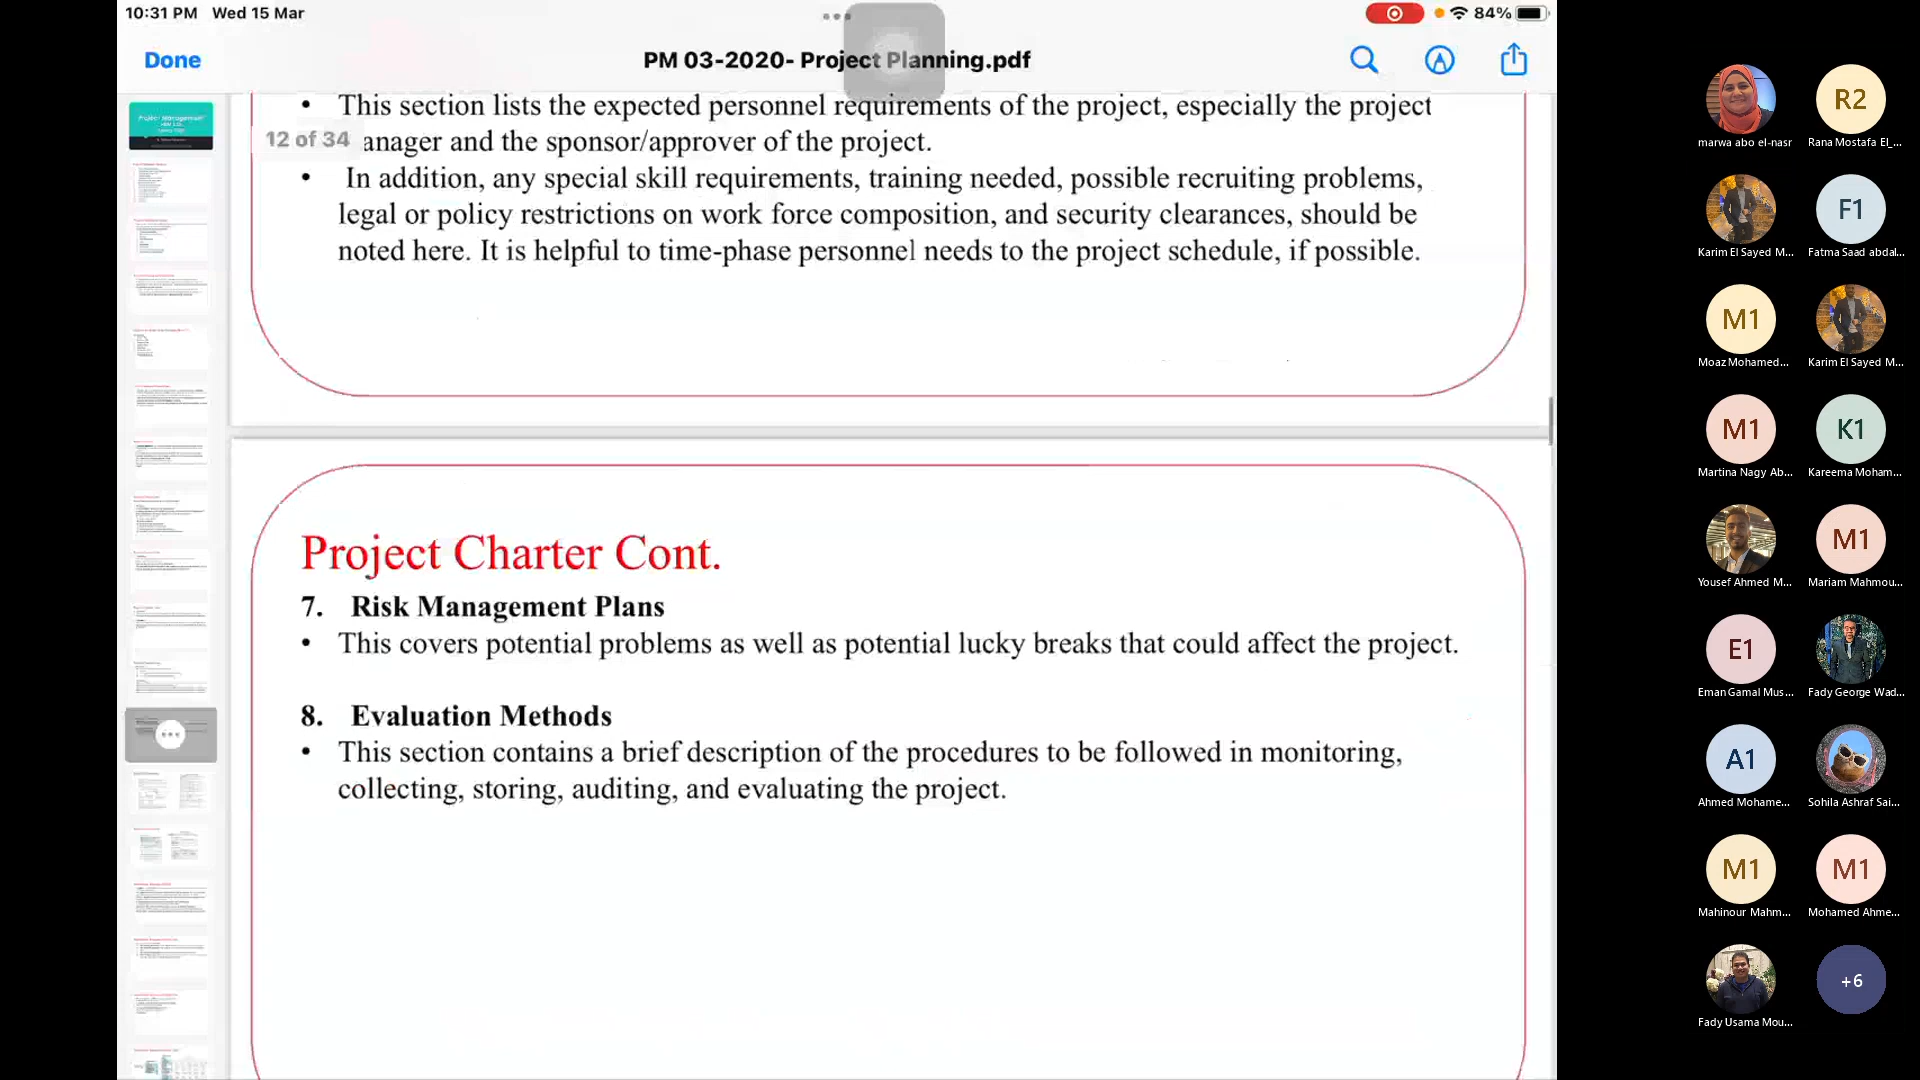 10:31 PM Wed 15 Mar
84%
Done
PM 03-2020- Project Planning.pdf
• This section lists the expected personnel requirements of the project, especially the project
12 of 34 anager and the sponsor/approver of the project.
• In addition, any special skill requirements, training needed, possible recruiting problems,
legal or policy restrictions on work force composition, and security clearances, should be
noted here. It is helpful to time-phase personnel needs to the project schedule, if possible.
Project Charter Cont.
7. Risk Management Plans
• This covers potential problems as well as potential lucky breaks that could affect the project.
8. Evaluation Methods
• This section contains a brief description of the procedures to be followed in monitoring,
collecting, storing, auditing, and evaluating the project.
R2
marwa abo el-nasr
Rana Mostafa El_...
F1
Karim El Sayed M...
Fatma Saad abdal...
M1
Moaz Mohamed...
Karim El Sayed M...
M1
K1
Martina Nagy Ab...
Kareema Moham...
M1
Yousef Ahmed M...
Mariam Mahmou...
E1
Eman Gamal Mus...
Fady George Wad...
A1
Ahmed Mohame...
Sohila Ashraf Sai...
M1
M1
Mahinour Mahm...
Mohamed Ahme...
+6
Fady Usama Mou...